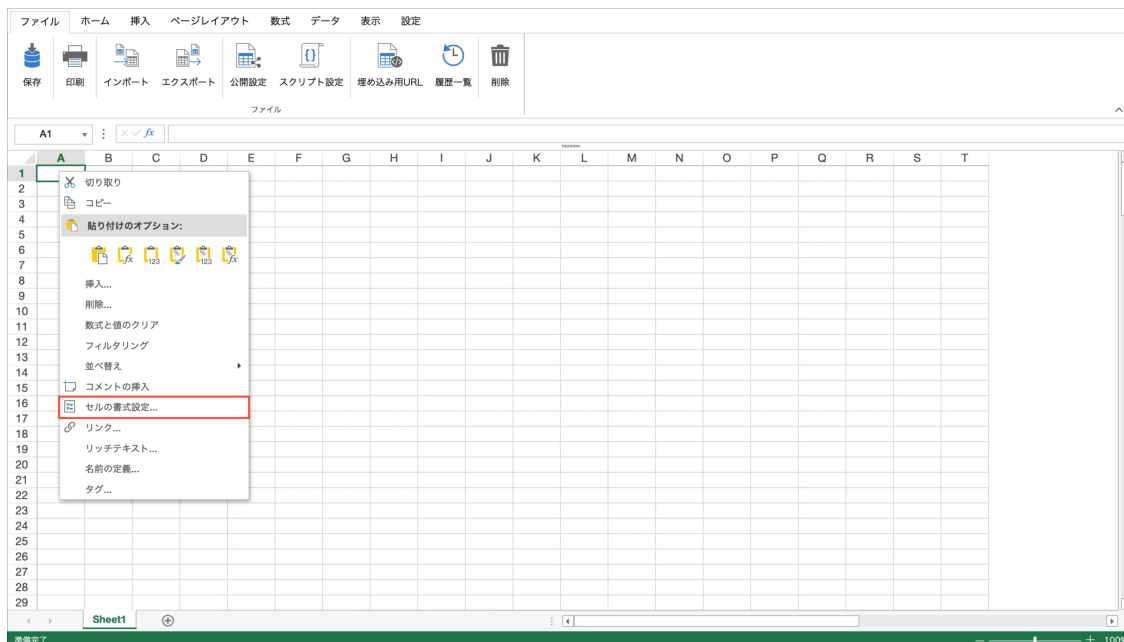 ファイル ホーム 挿入 ページレイアウト 数式 データ 表示 設定
保存 印刷 インポート エクスポート 公開設定 スクリプト設定 埋め込み用URL 履歴一覧 削除
ファイル
A1 fx
A B C D E F G H I J K L M N O P Q R S T
1
2
3
4
5
6
7
8
9
10
11
12
13
14
15
16
17
18
19
20
21
22
23
24
25
26
27
28
29
切り取り
コピー
貼り付けのオプション:
fx 123 % % 123 % fx
挿入...
削除...
数式と値のクリア
フィルタリング
並べ替え
コメントの挿入
セルの書式設定...
リンク...
リッチテキスト...
名前の定義...
タグ...
Sheet1
準備完了 100%